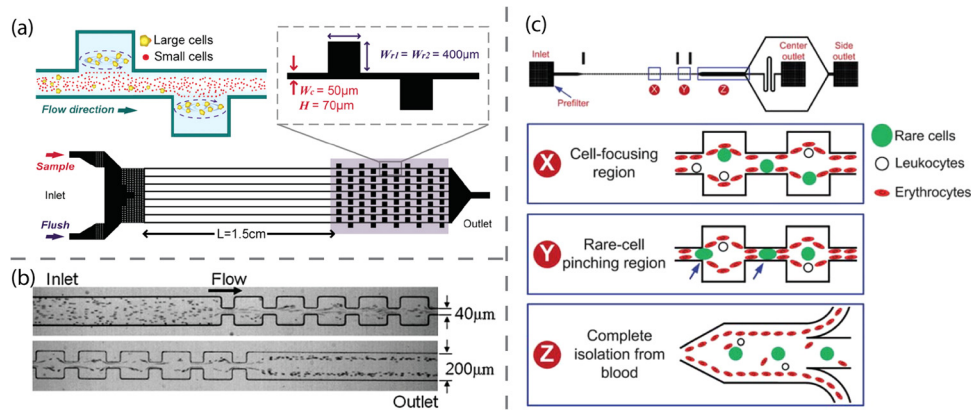 (a)
Large cells
Small cells
Flow direction
Wr1 = Wr2 = 400μm
Wc = 50μm
H = 70μm
Sample
Inlet
Flush
L=1.5cm
Outlet
(b)
Inlet
Flow
40μm
200μm
Outlet
(c)
Inlet
Prefilter
X
Y
Z
Center
outlet
Side
outlet
X
Cell-focusing
region
Rare cells
Leukocytes
Erythrocytes
Y
Rare-cell
pinching region
Z
Complete
isolation from
blood